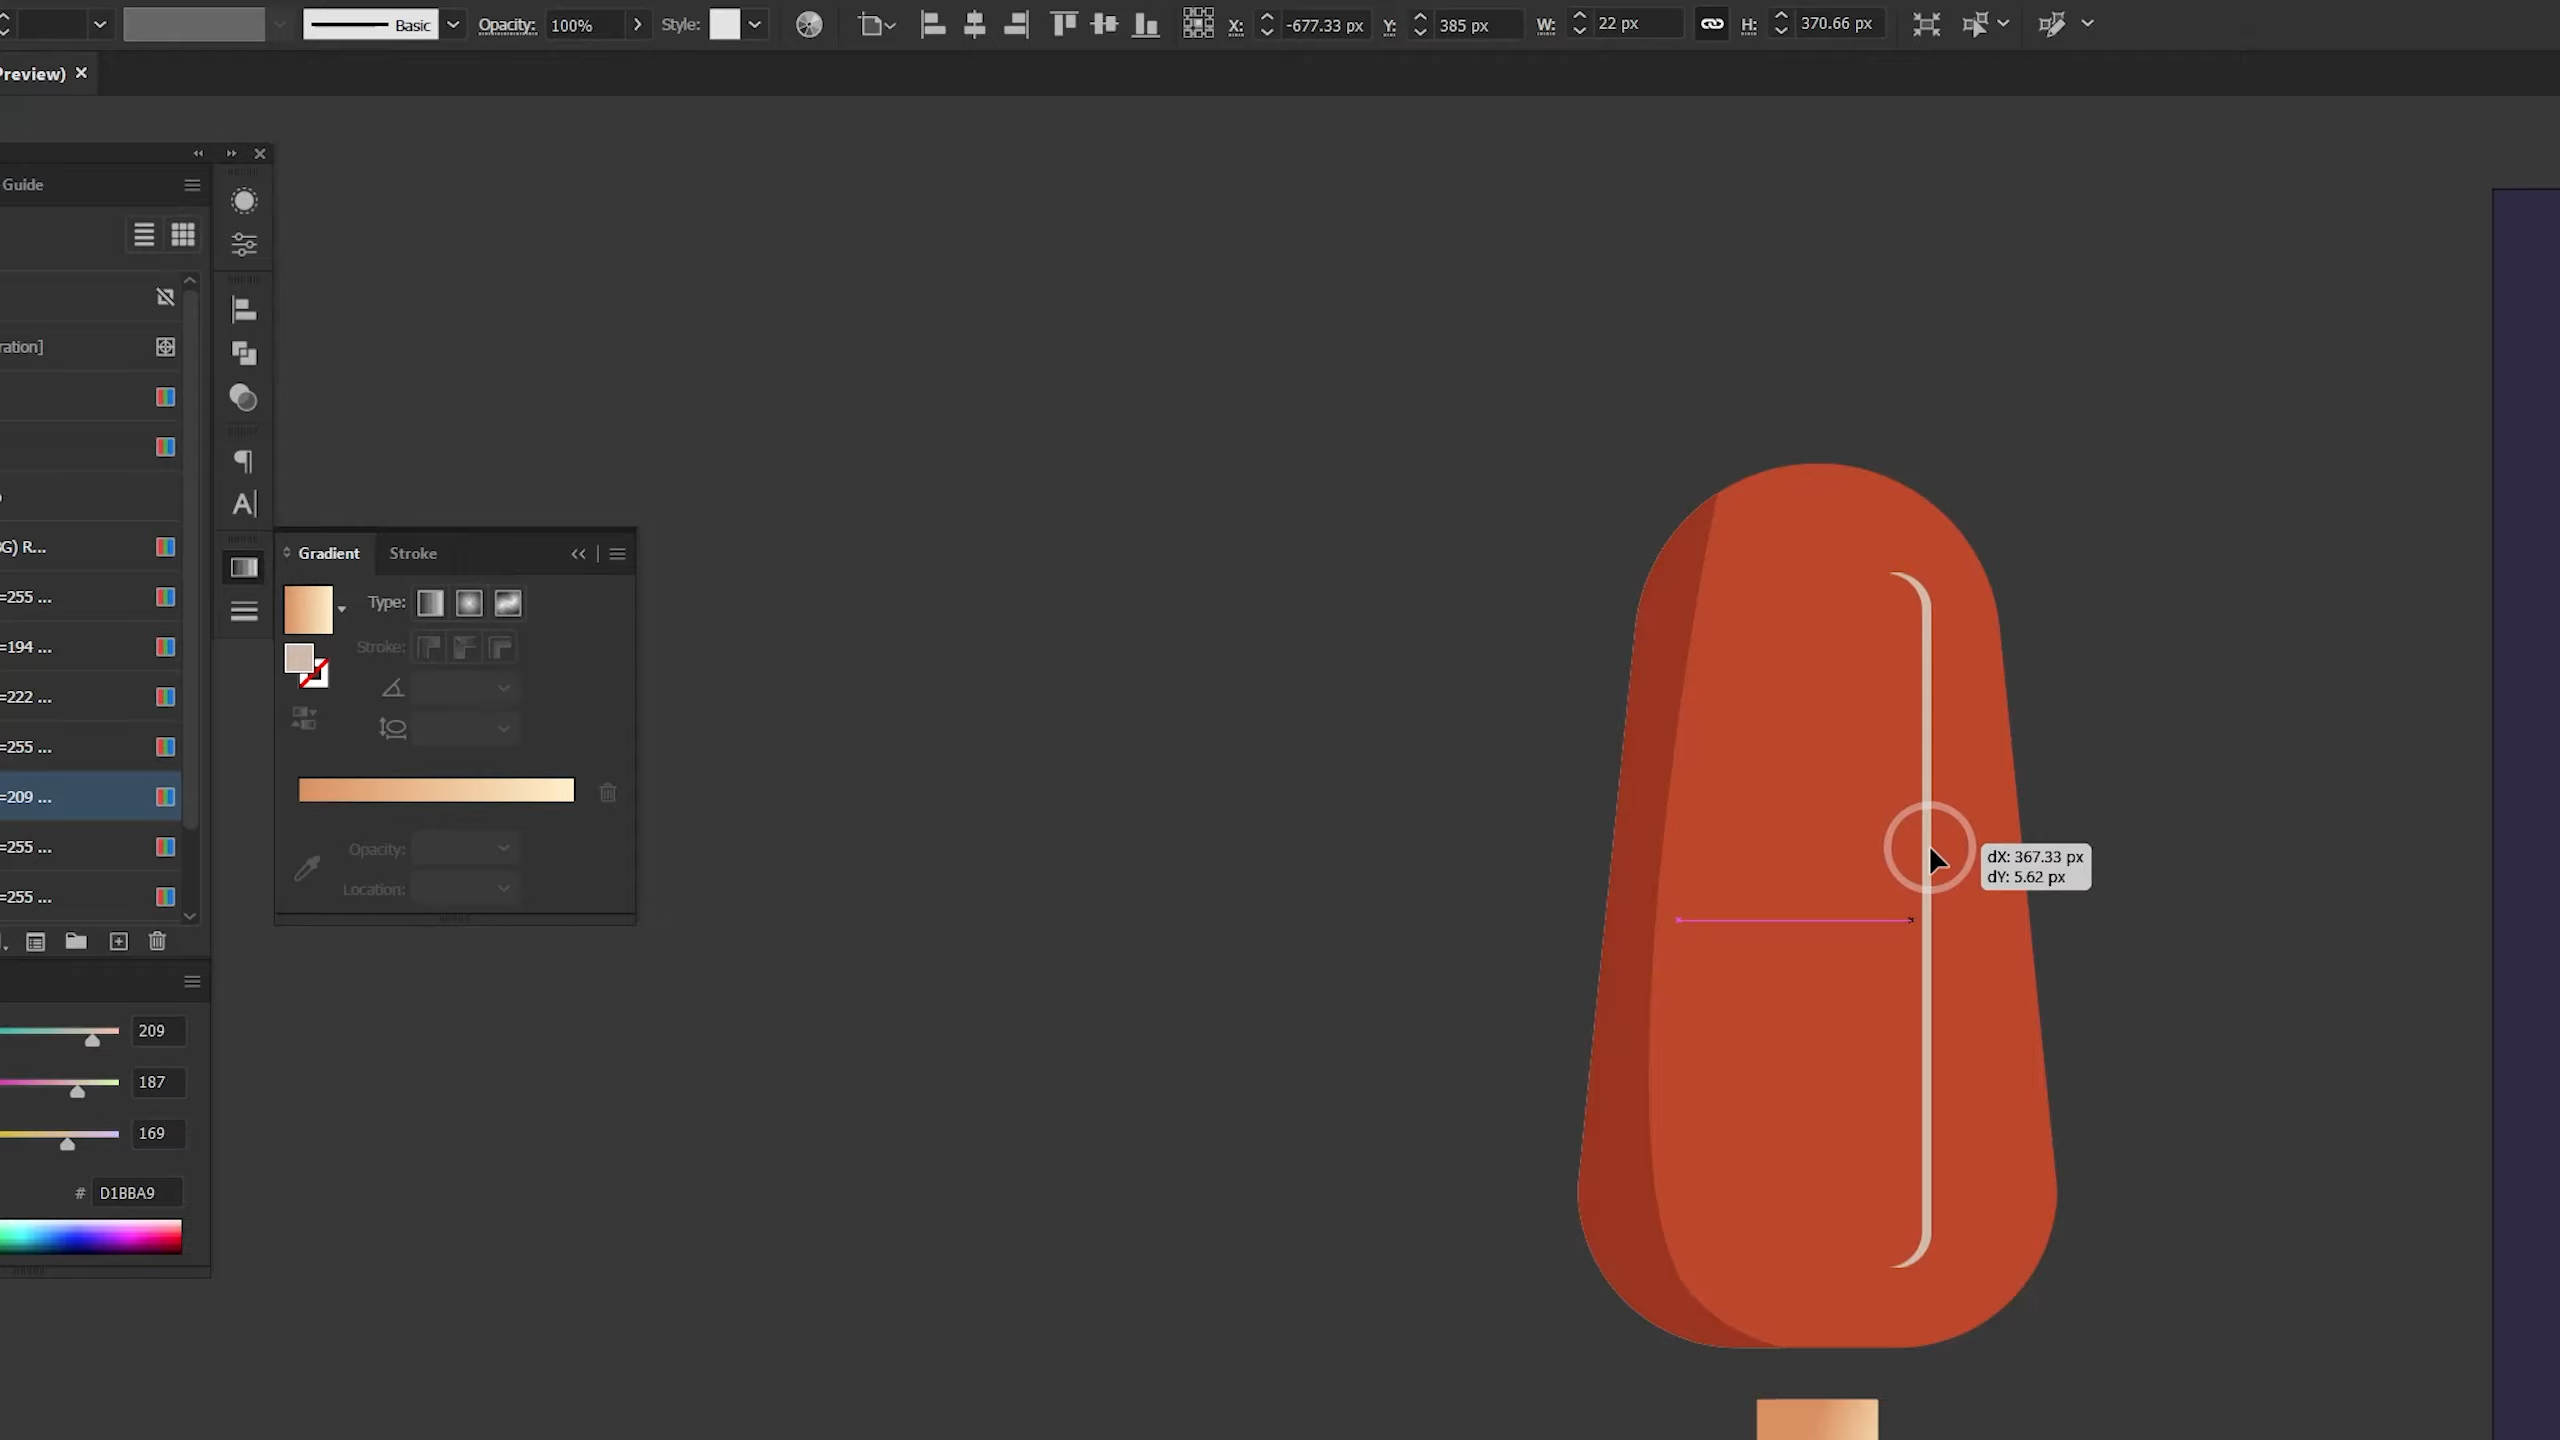 Basic Opacity: 100% Style: X: -677.33 px Y: 385 px W: 22 px H: 370.66 px
Preview) ×
Guide
ration]
G) R...
=255 ...
=194 ...
=222 ...
=255 ...
=209 ...
=255 ...
=255 ...
Gradient Stroke
Type:
Stroke:
Opacity:
Location:
209
187
169
# D1BBA9
dX: 367.33 px
dY: 5.62 px